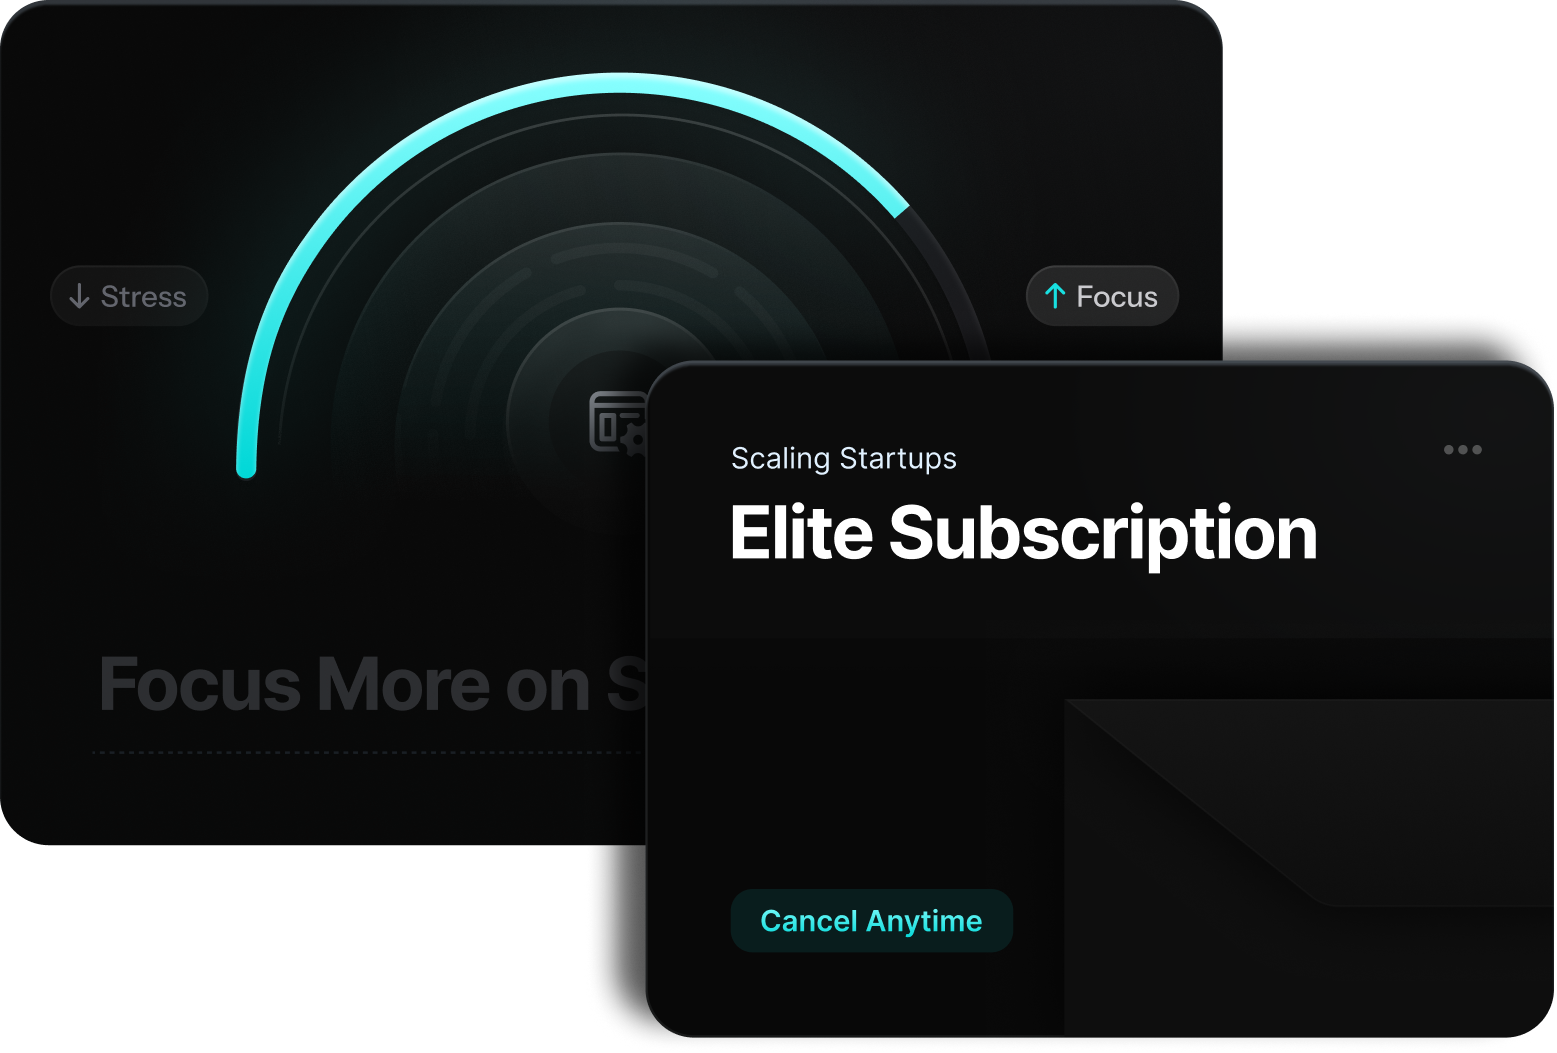 Stress
Focus
Scaling Startups
Elite Subscription
Focus More on
Cancel Anytime